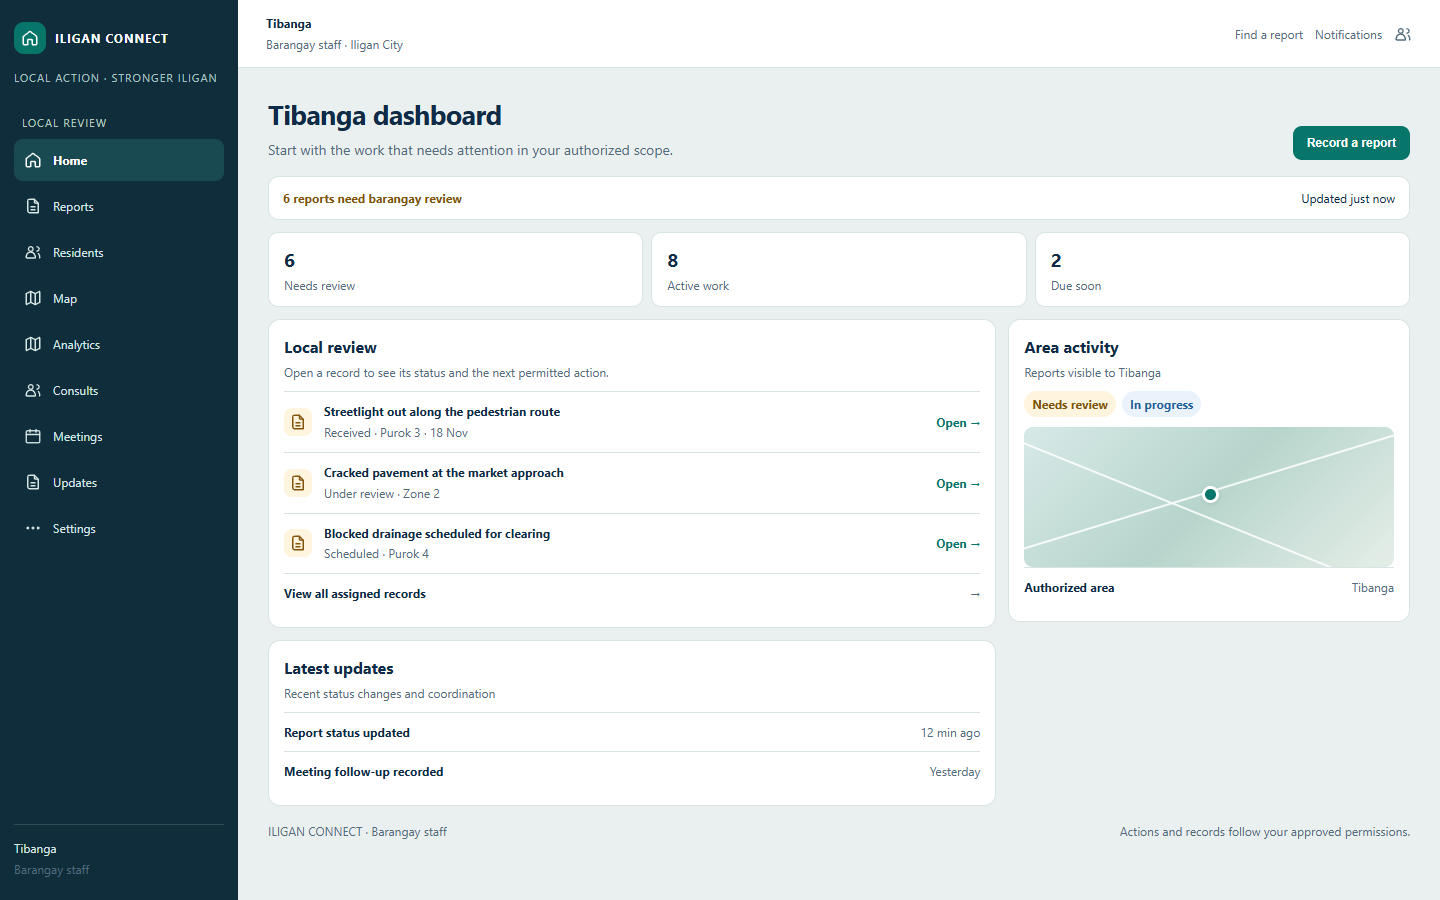 ILIGAN CONNECT
LOCAL ACTION · STRONGER ILIGAN
LOCAL REVIEW
Home
Reports
Residents
Map
Analytics
Consults
Meetings
Updates
Settings
Tibanga
Barangay staff
Tibanga
Barangay staff · Iligan City
Find a report
Notifications
Tibanga dashboard
Start with the work that needs attention in your authorized scope.
Record a report
6 reports need barangay review
Updated just now
6
Needs review
8
Active work
2
Due soon
Local review
Open a record to see its status and the next permitted action.
Streetlight out along the pedestrian route
Received · Purok 3 · 18 Nov
Open →
Cracked pavement at the market approach
Under review · Zone 2
Open →
Blocked drainage scheduled for clearing
Scheduled · Purok 4
Open →
View all assigned records →
Area activity
Reports visible to Tibanga
Needs review
In progress
Authorized area
Tibanga
Latest updates
Recent status changes and coordination
Report status updated
12 min ago
Meeting follow-up recorded
Yesterday
ILIGAN CONNECT · Barangay staff
Actions and records follow your approved permissions.